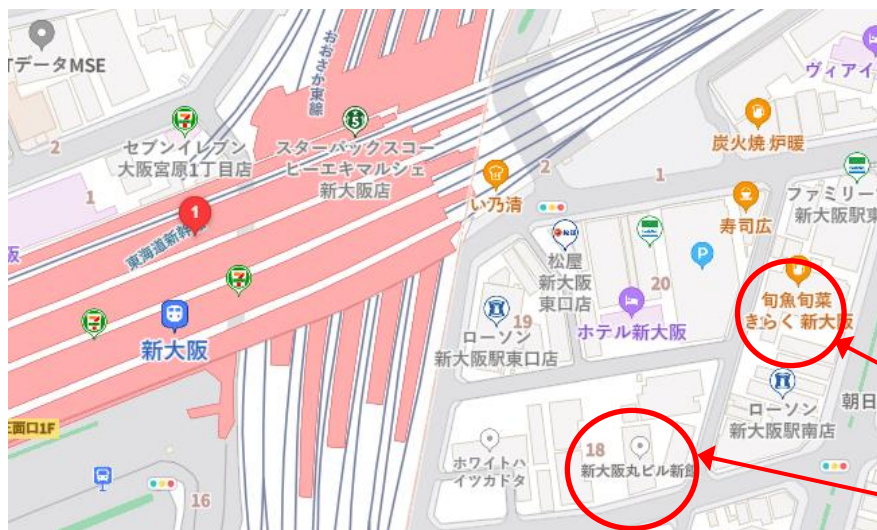 TデータMSE
おおさか東線
ヴィアイ
セブンイレブン
大阪宮原1丁目店
スターバックスコー
ヒーエキマルシェ
新大阪店
炭火焼 炉暖
2
2
1
1
い乃清
ファミリー
新大阪駅東
寿司広
1
東海道新幹
阪
松屋
新大阪
東口店
20
P
旬魚旬菜
きらく 新大阪
新大阪
ローソン
新大阪駅東口店
19
ホテル新大阪
ローソン
新大阪駅南店
朝日
正面口1F
ホワイトハ
イツカドタ
18
新大阪丸ビル新館
16